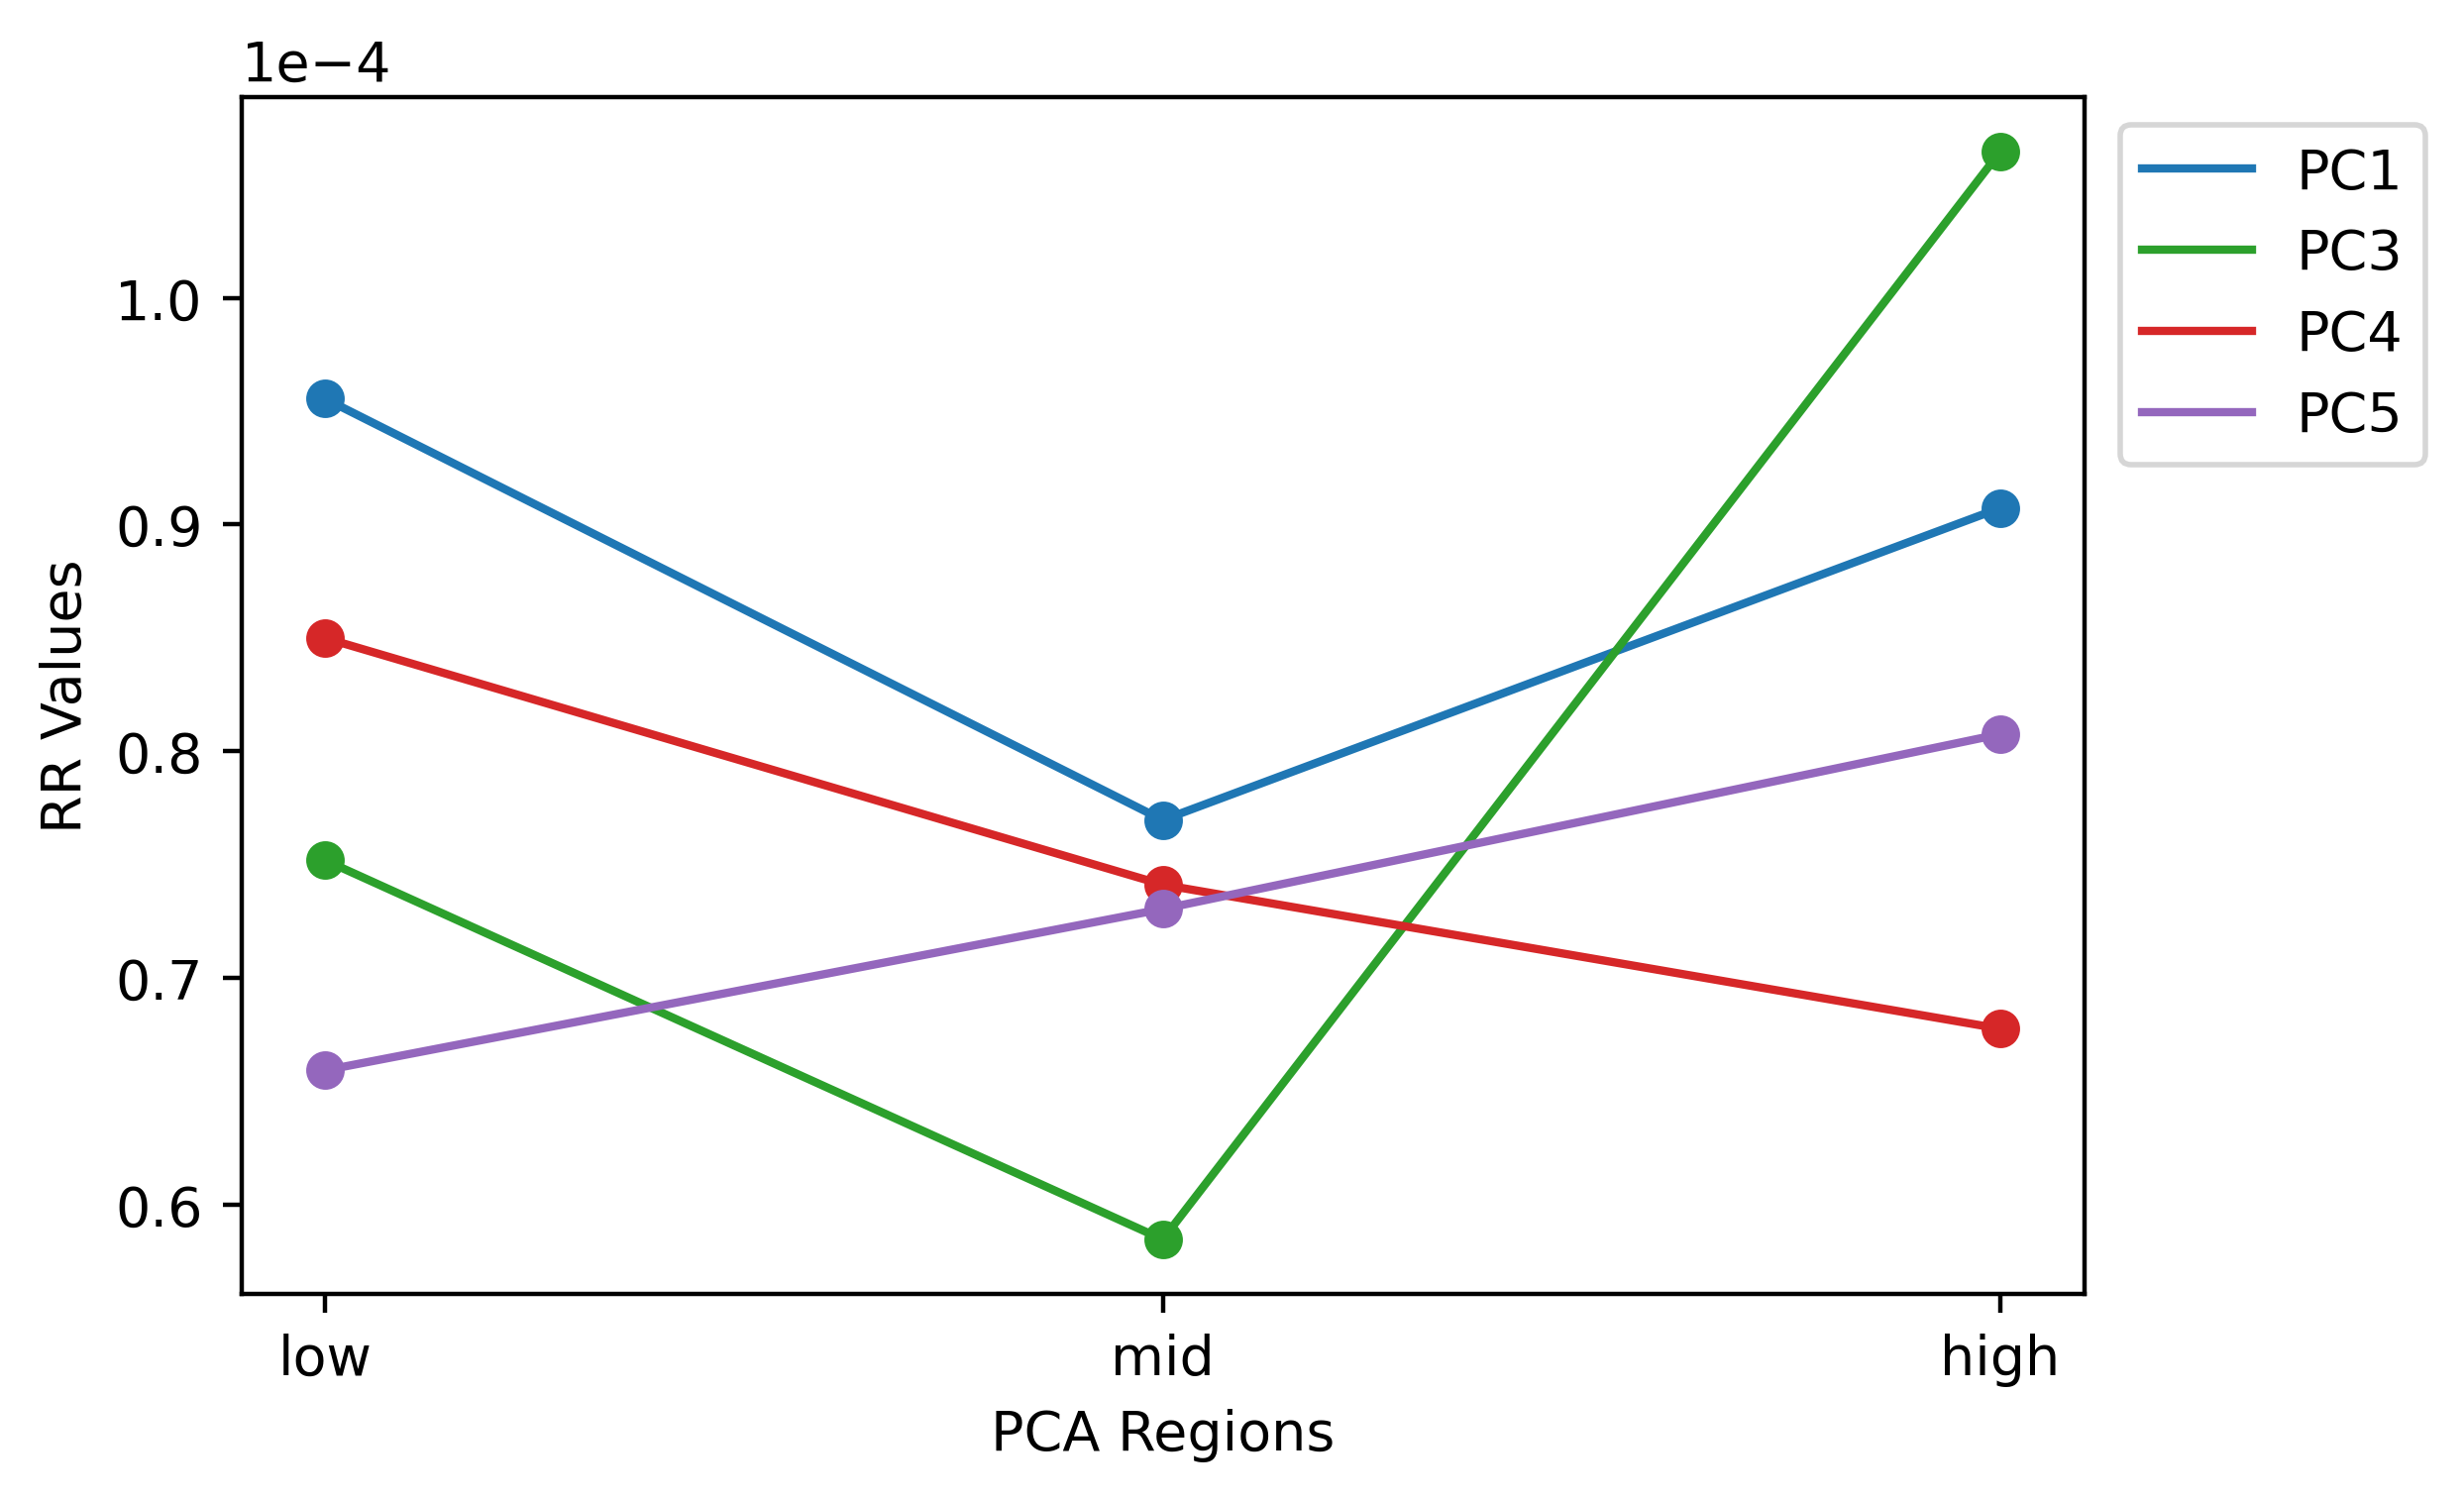 1e−4
1.0
0.9
0.8
0.7
0.6
RR Values
low
mid
high
PCA Regions
PC1
PC3
PC4
PC5